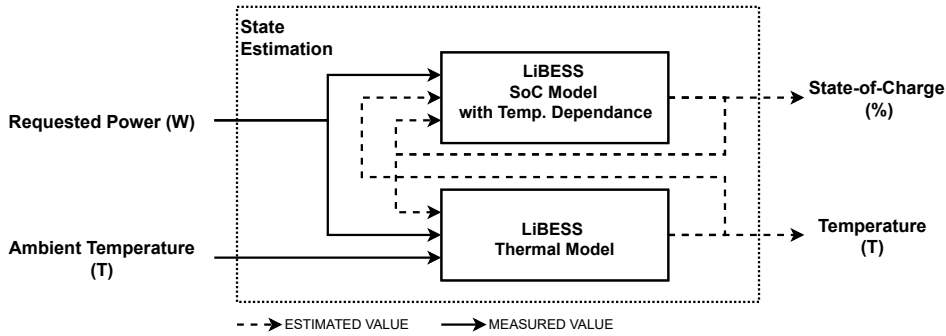 State
Estimation
LiBESS
SoC Model
with Temp. Dependance
State-of-Charge
(%)
Requested Power (W)
LiBESS
Thermal Model
Temperature
(T)
Ambient Temperature
(T)
ESTIMATED VALUE
MEASURED VALUE